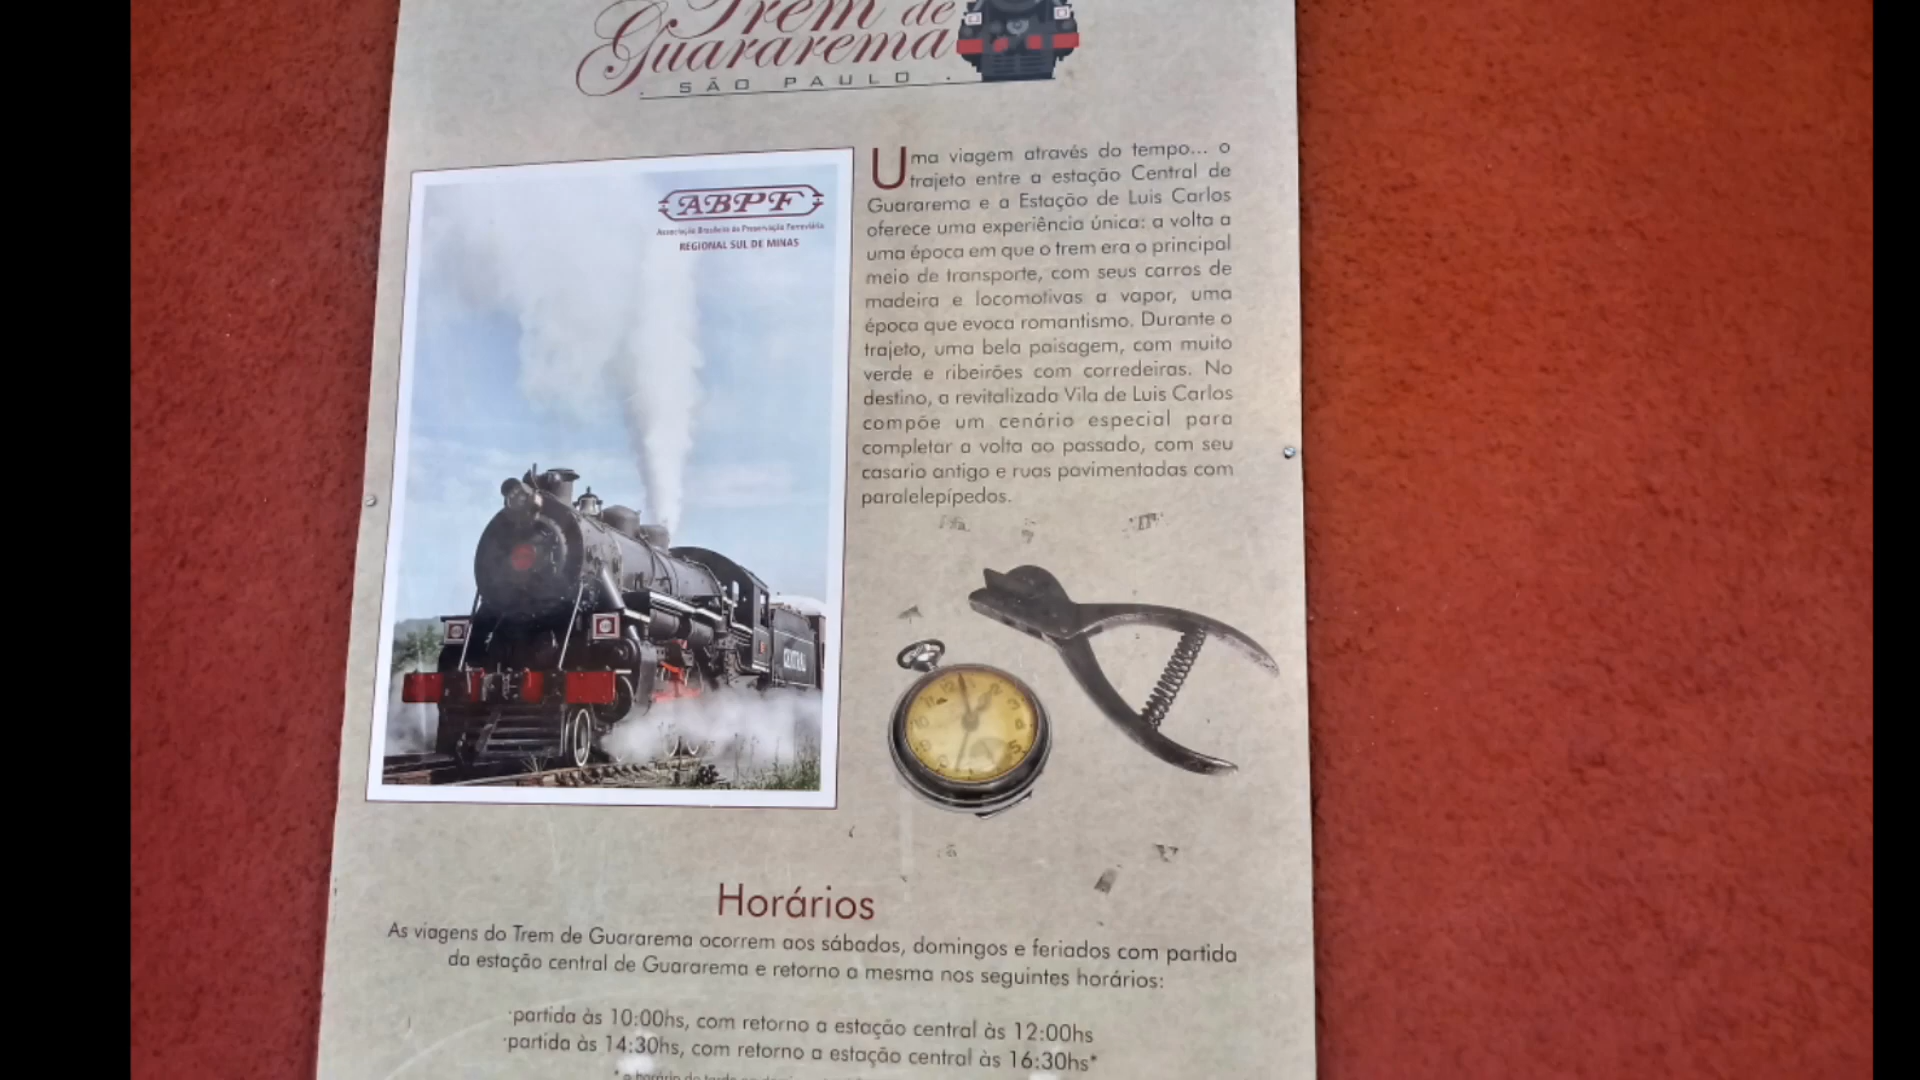 Trem de
Guararema
SÃO PAULO
ABPF
Associação Brasileira de Preservação Ferroviária
REGIONAL SUL DE MINAS
Uma viagem através do tempo... o
trajeto entre a estação Central de
Guararema e a Estação de Luis Carlos
oferece uma experiência única: a volta a
uma época em que o trem era o principal
meio de transporte, com seus carros de
madeira e locomotivas a vapor, uma
época que evoca romantismo. Durante o
trajeto, uma bela paisagem, com muito
verde e ribeirões com corredeiras. No
destino, a revitalizada Vila de Luis Carlos
compõe um cenário especial para
completar a volta ao passado, com seu
casario antigo e ruas pavimentadas com
paralelepípedos.
CENTRAL
Horários
As viagens do Trem de Guararema ocorrem aos sábados, domingos e feriados com partida
da estação central de Guararema e retorno a mesma nos seguintes horários:
·partida às 10:00hs, com retorno a estação central às 12:00hs
·partida às 14:30hs, com retorno a estação central às 16:30hs*